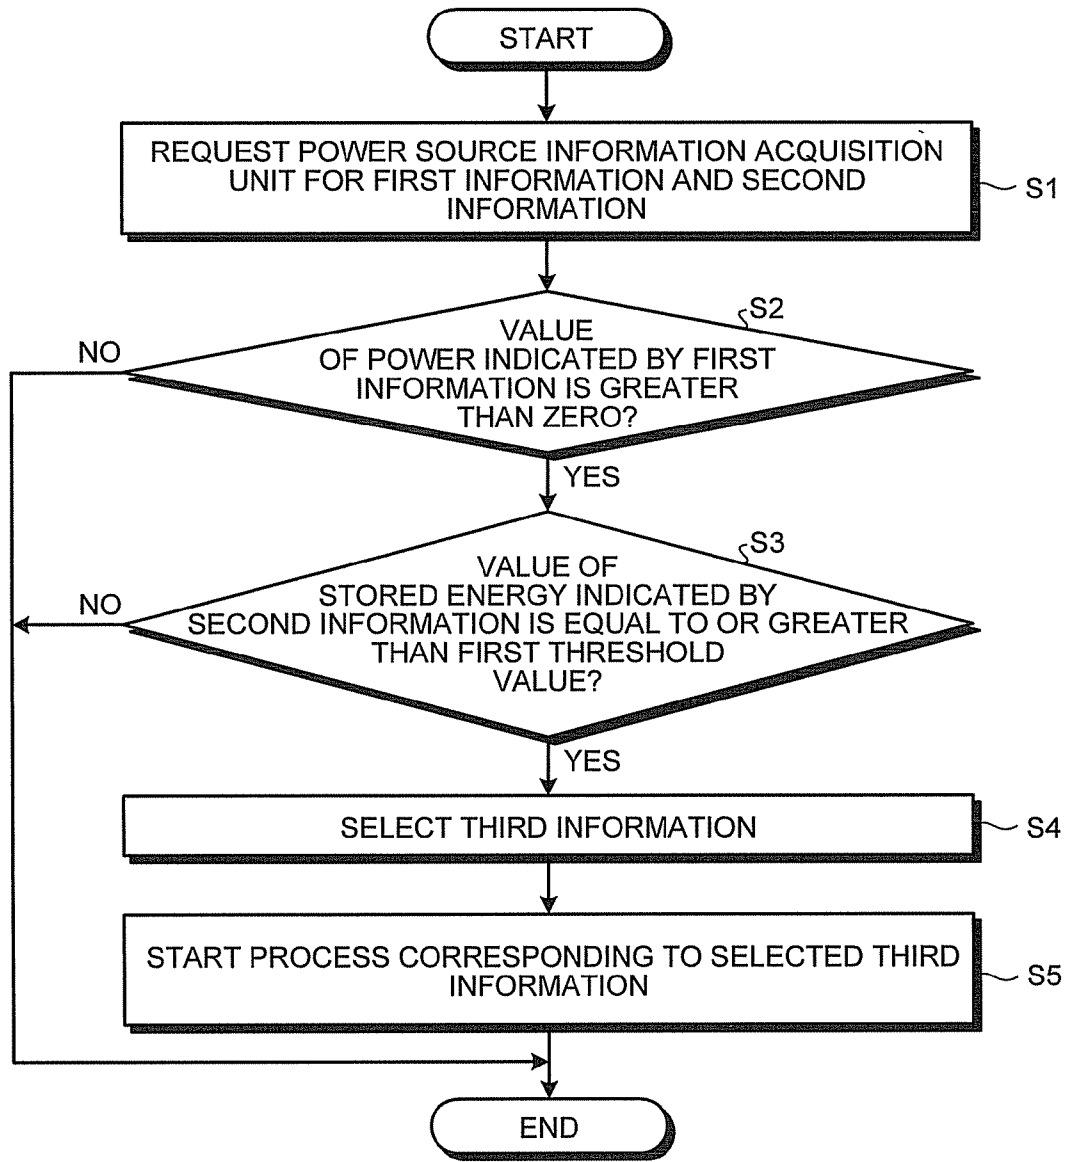 START
REQUEST POWER SOURCE INFORMATION ACQUISITION
UNIT FOR FIRST INFORMATION AND SECOND
INFORMATION
S1
S2
VALUE
OF POWER INDICATED BY FIRST
INFORMATION IS GREATER
THAN ZERO?
NO
YES
S3
VALUE OF
STORED ENERGY INDICATED BY
SECOND INFORMATION IS EQUAL TO OR GREATER
THAN FIRST THRESHOLD
VALUE?
NO
YES
SELECT THIRD INFORMATION
S4
START PROCESS CORRESPONDING TO SELECTED THIRD
INFORMATION
S5
END